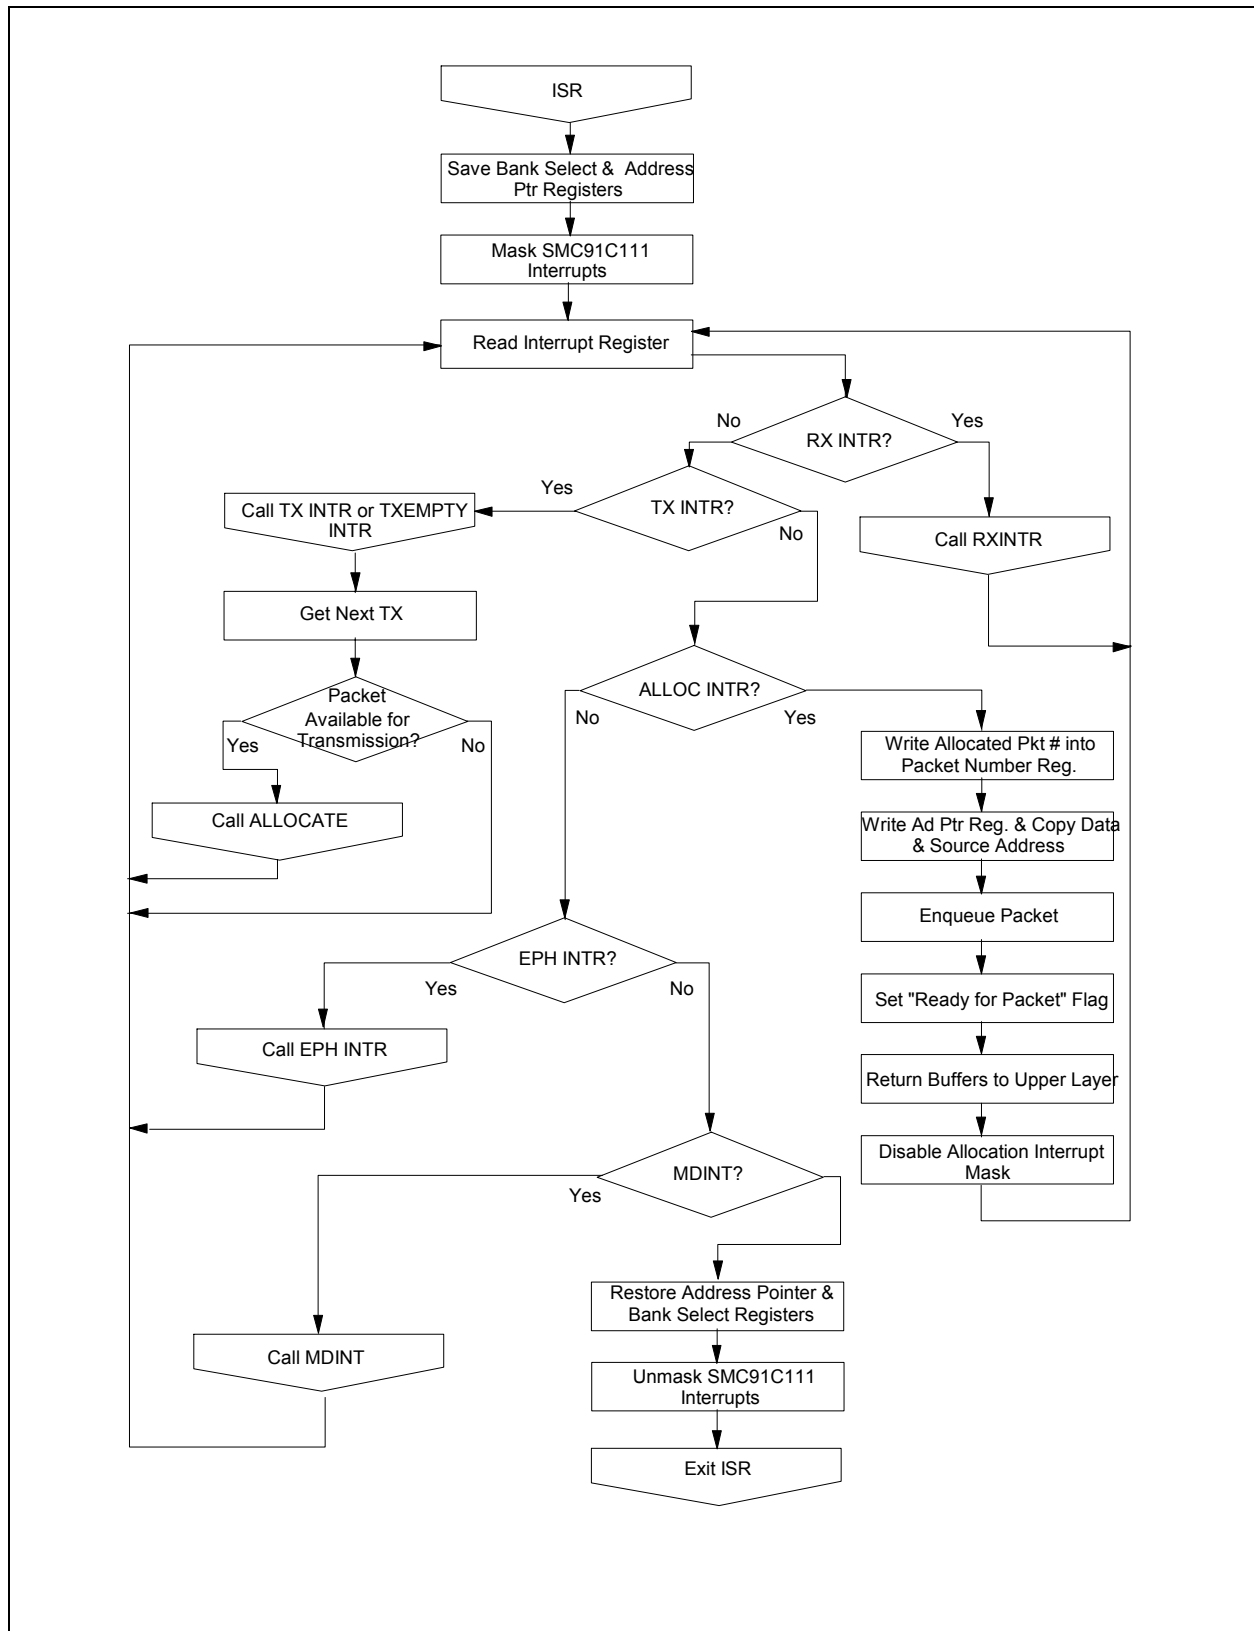 ISR
Save Bank Select & Address
Ptr Registers
Mask SMC91C111
Interrupts
Read Interrupt Register
No
Yes
RX INTR?
Yes
TX INTR?
No
Call TX INTR or TXEMPTY
INTR
Call RXINTR
Get Next TX
ALLOC INTR?
No
Yes
Packet
Available for
Transmission?
Yes
No
Write Allocated Pkt # into
Packet Number Reg.
Call ALLOCATE
Write Ad Ptr Reg. & Copy Data
& Source Address
Enqueue Packet
EPH INTR?
Yes
No
Set "Ready for Packet" Flag
Call EPH INTR
Return Buffers to Upper Layer
Disable Allocation Interrupt
Mask
MDINT?
Yes
Restore Address Pointer &
Bank Select Registers
Call MDINT
Unmask SMC91C111
Interrupts
Exit ISR